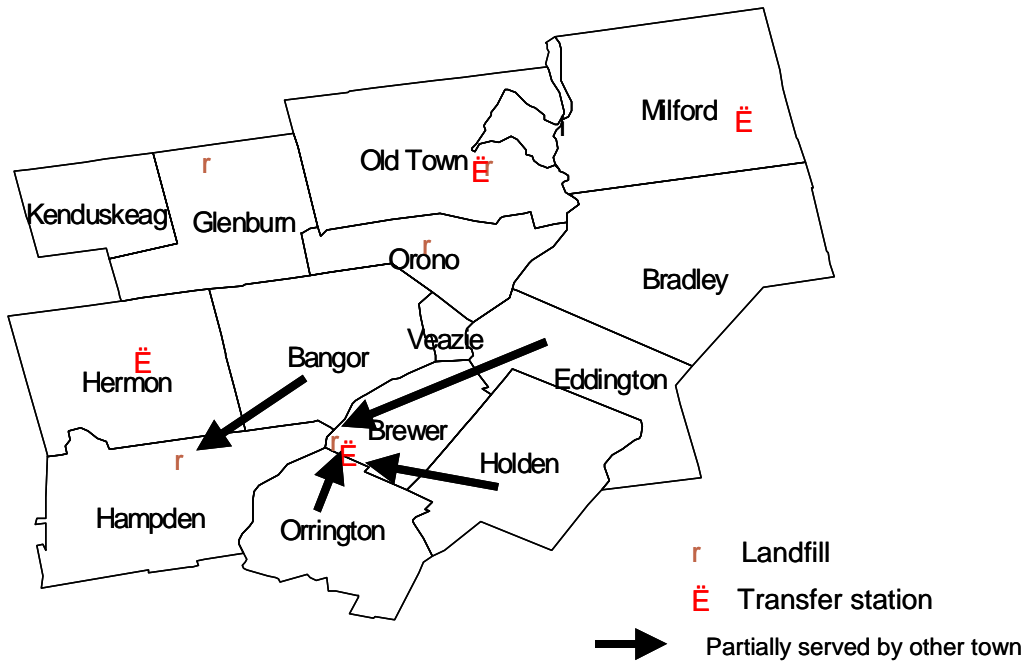 Milford
Ë
Old Town
Ë
r
r
Kenduskeag
Glenburn
r
Orono
Bradley
Veazie
Bangor
Ë
Hermon
Eddington
Brewer
r
Ë
Holden
r
Hampden
Orrington
r Landfill
Ë Transfer station
Partially served by other town